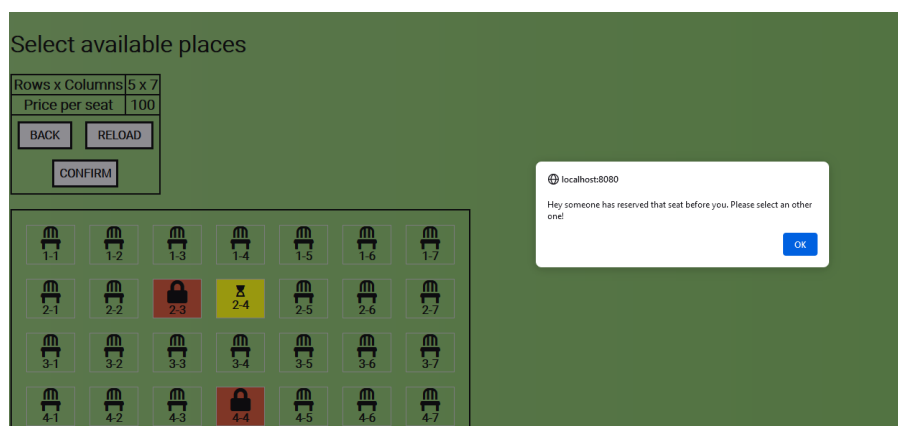 Select available places
Rows x Columns 5 x 7
Price per seat 100
BACK RELOAD
CONFIRM
localhost:8080
Hey someone has reserved that seat before you. Please select an other
one!
OK
1-1 1-2 1-3 1-4 1-5 1-6 1-7
2-1 2-2 2-3 2-4 2-5 2-6 2-7
3-1 3-2 3-3 3-4 3-5 3-6 3-7
4-1 4-2 4-3 4-4 4-5 4-6 4-7